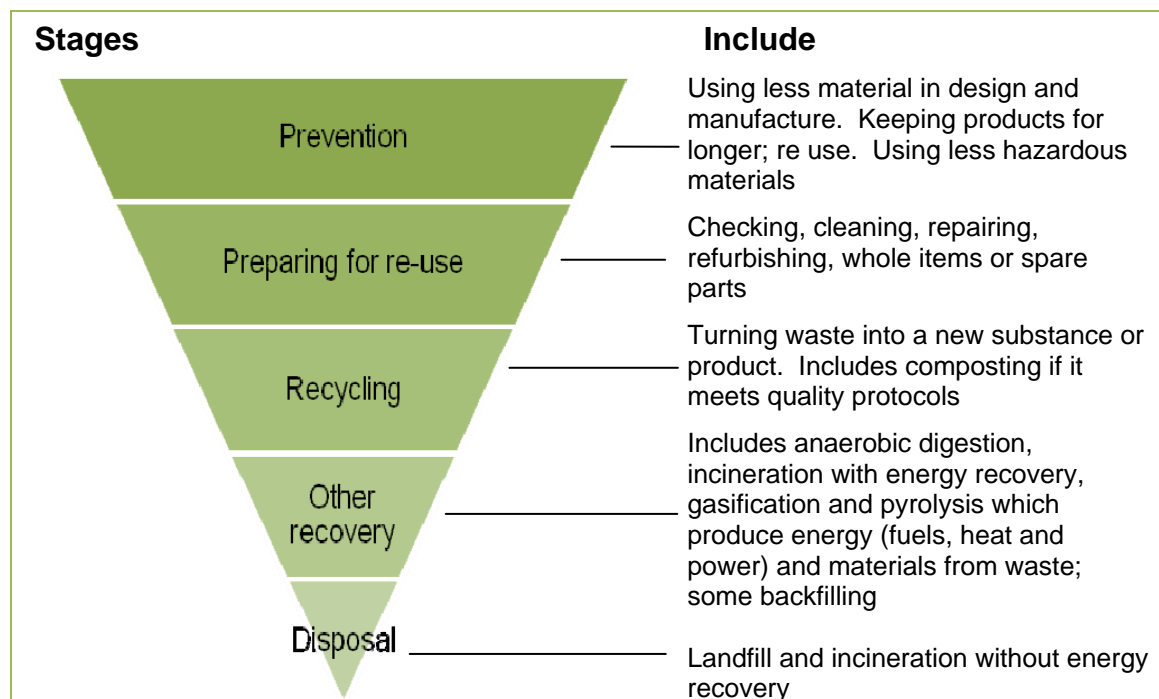 Stages
Include
Prevention
Using less material in design and
manufacture.  Keeping products for
longer; re use.  Using less hazardous
materials
Preparing for re-use
Checking, cleaning, repairing,
refurbishing, whole items or spare
parts
Recycling
Turning waste into a new substance or
product.  Includes composting if it
meets quality protocols
Other
recovery
Includes anaerobic digestion,
incineration with energy recovery,
gasification and pyrolysis which
produce energy (fuels, heat and
power) and materials from waste;
some backfilling
Disposal
Landfill and incineration without energy
recovery